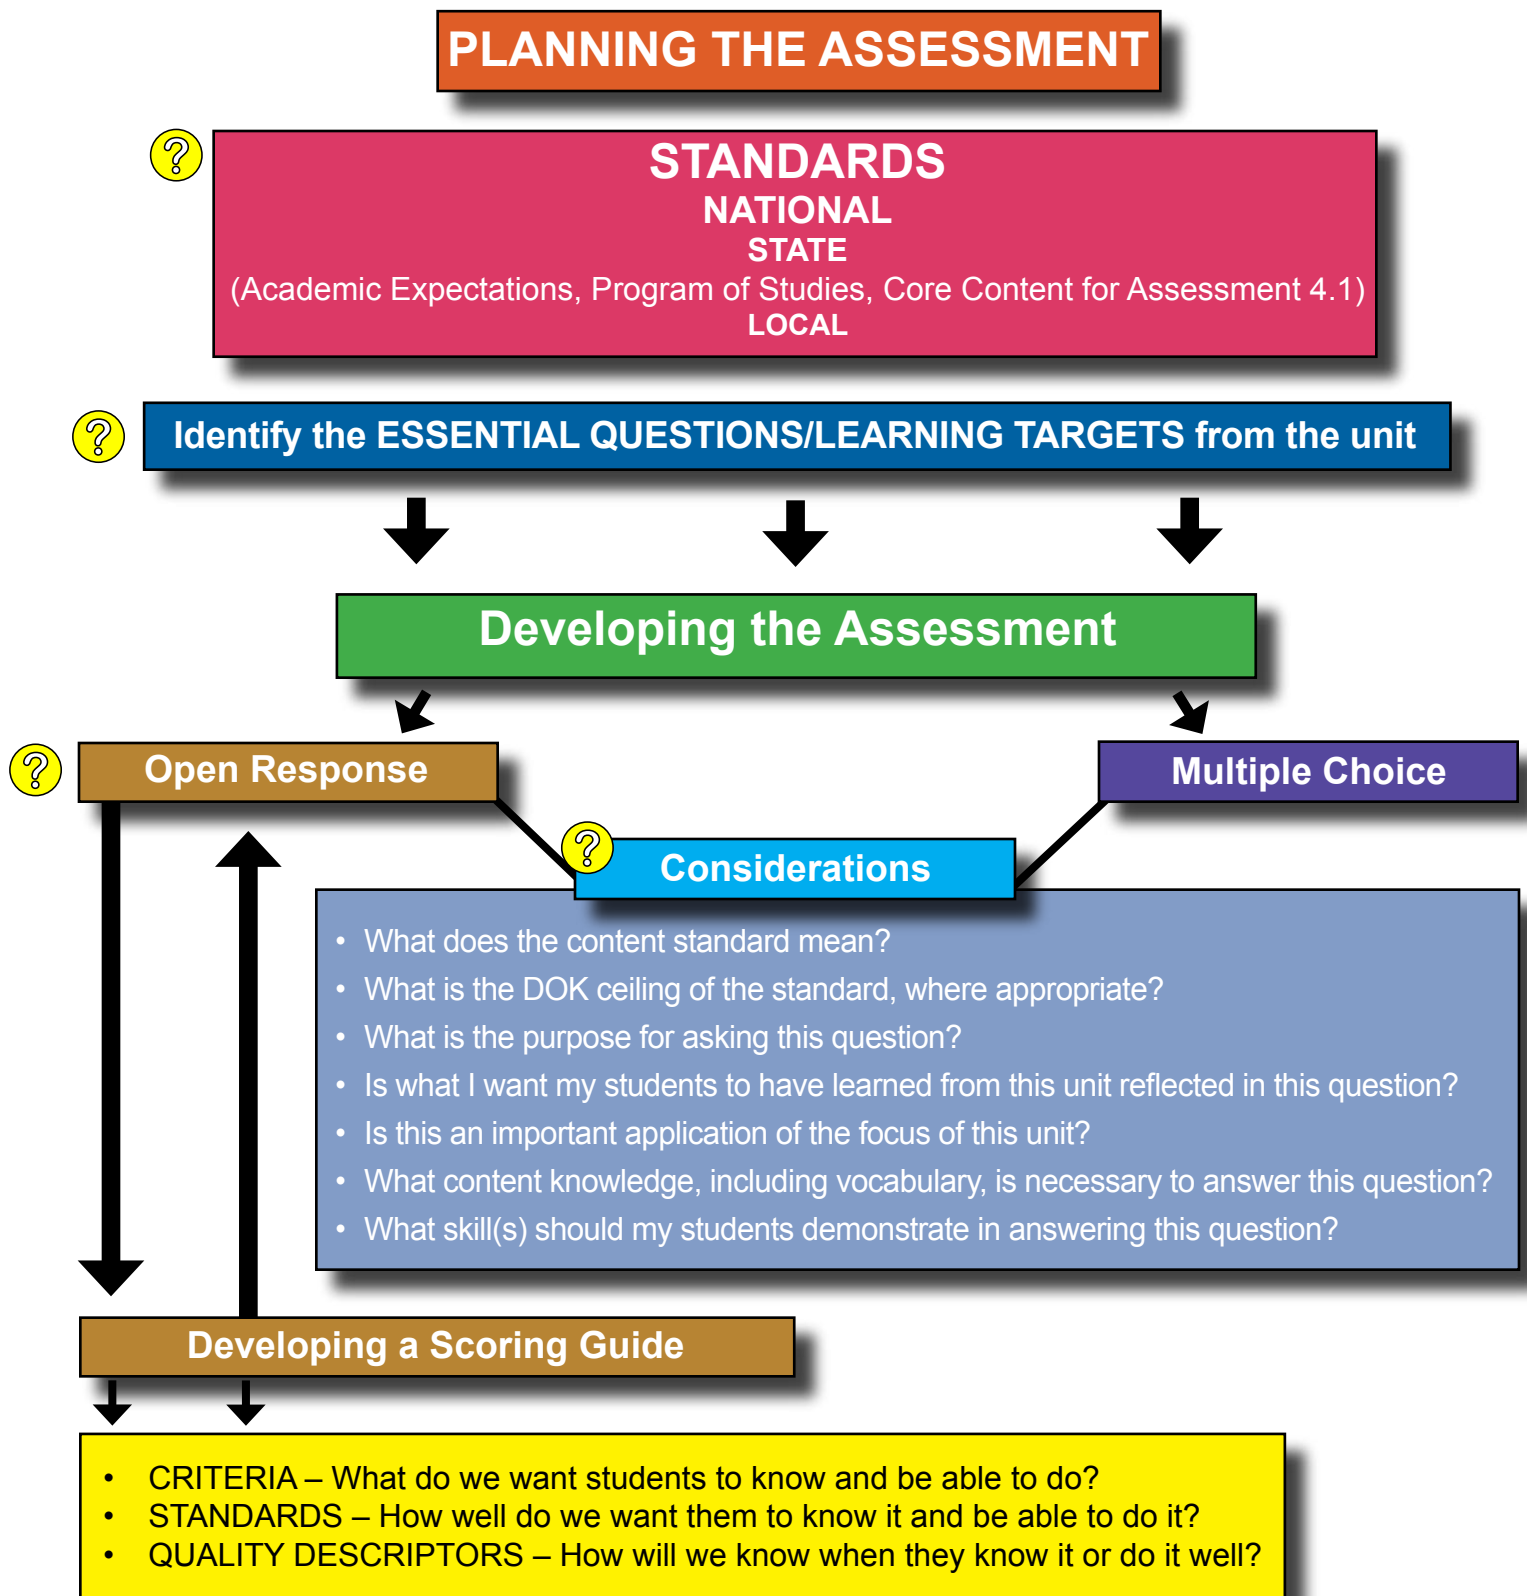 PLANNING THE ASSESSMENT
?
STANDARDS
NATIONAL
STATE
(Academic Expectations, Program of Studies, Core Content for Assessment 4.1)
LOCAL
?
Identify the ESSENTIAL QUESTIONS/LEARNING TARGETS from the unit
Developing the Assessment
?
Open Response
Multiple Choice
?
Considerations
• What does the content standard mean?
• What is the DOK ceiling of the standard, where appropriate?
• What is the purpose for asking this question?
• Is what I want my students to have learned from this unit reflected in this question?
• Is this an important application of the focus of this unit?
• What content knowledge, including vocabulary, is necessary to answer this question?
• What skill(s) should my students demonstrate in answering this question?
Developing a Scoring Guide
• CRITERIA – What do we want students to know and be able to do?
• STANDARDS – How well do we want them to know it and be able to do it?
• QUALITY DESCRIPTORS – How will we know when they know it or do it well?